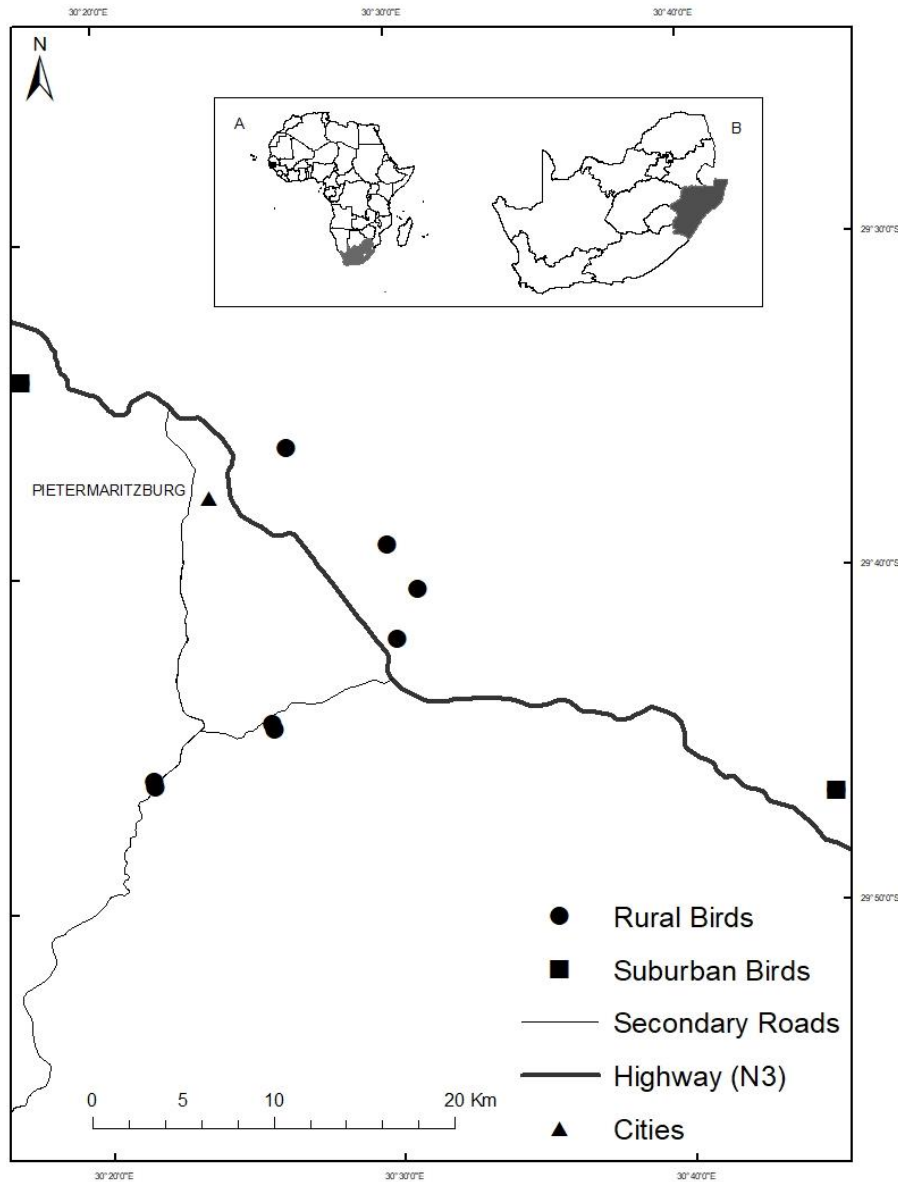 30°20'0"E 30°30'0"E 30°40'0"E
N
A B
29°30'0"S
PIETERMARITZBURG
29°40'0"S
29°50'0"S
Rural Birds
Suburban Birds
Secondary Roads
Highway (N3)
Cities
0 5 10 20 Km
30°20'0"E 30°30'0"E 30°40'0"E